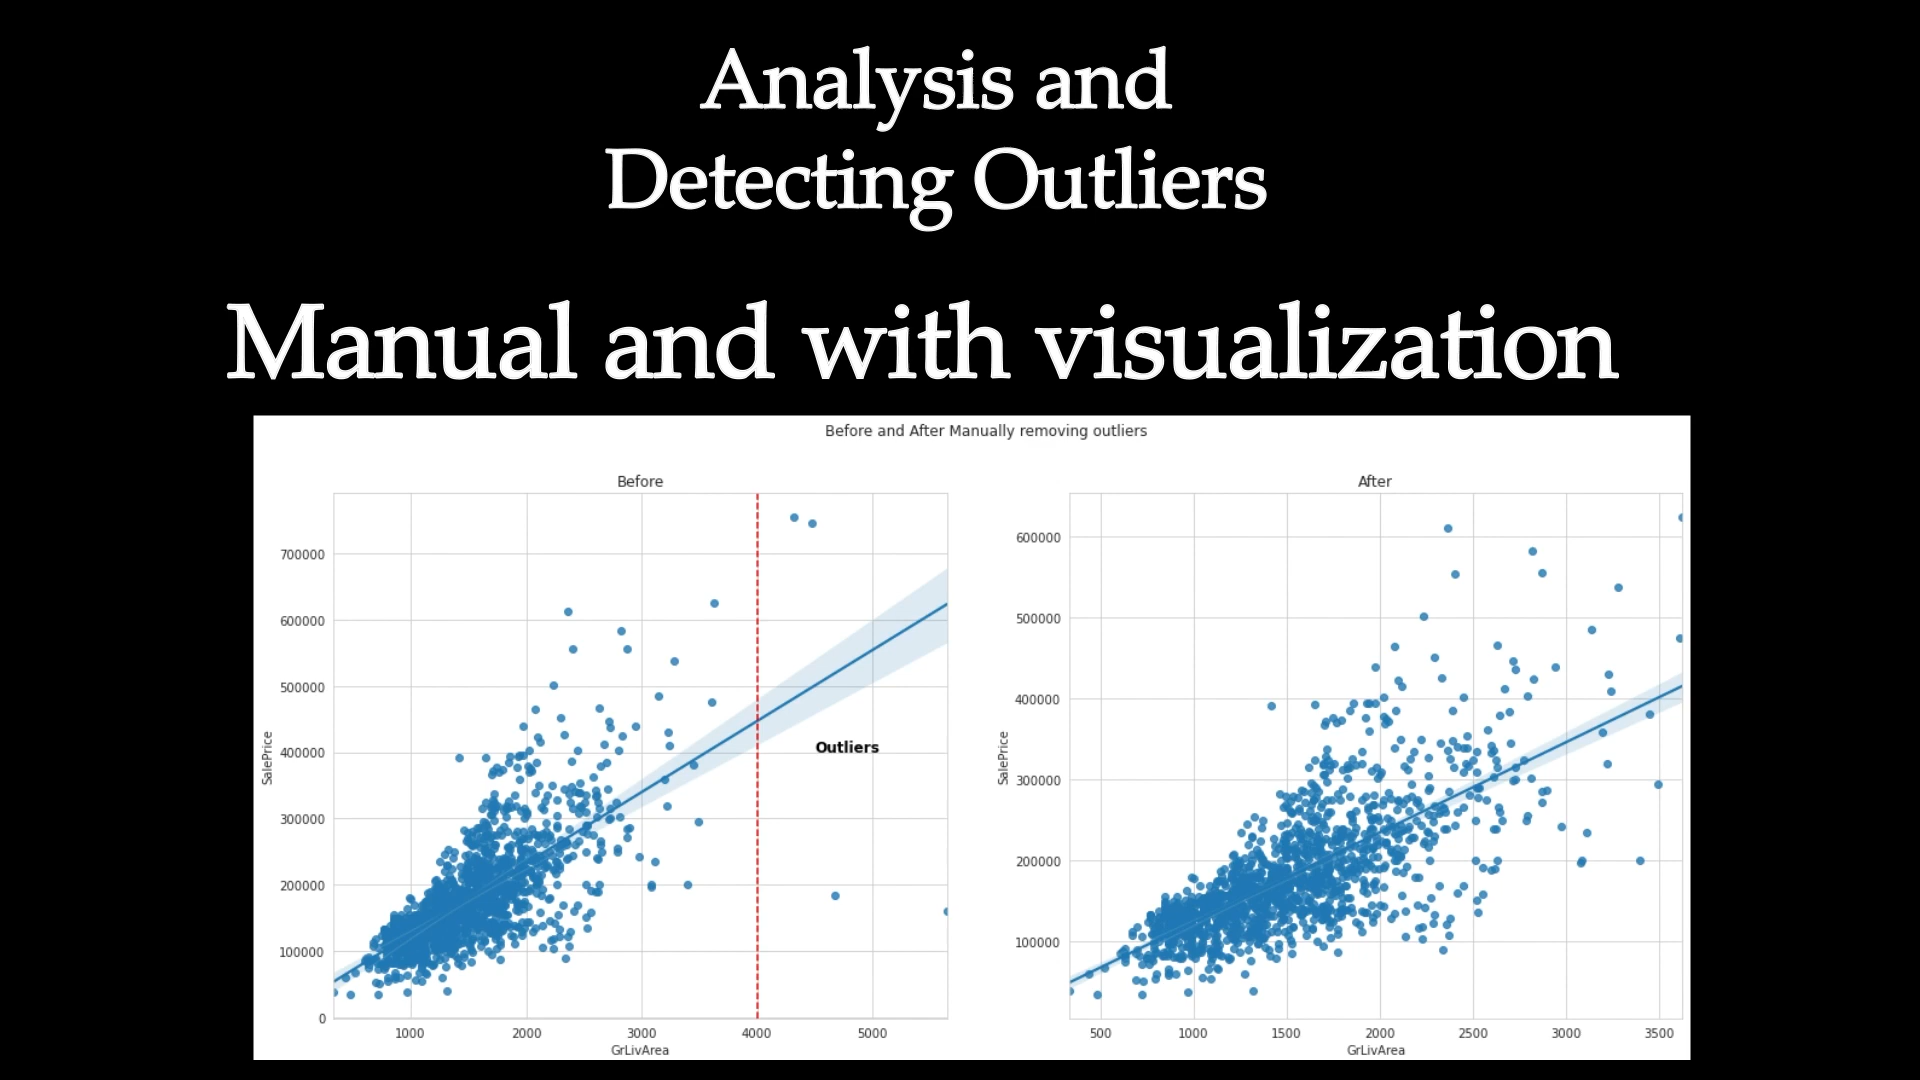 Analysis and
Detecting Outliers
Manual and with visualization
Before and After Manually removing outliers
Before
700000
600000
500000
400000
300000
200000
100000
0
SalePrice
Outliers
1000 2000 3000 4000 5000
GrLivArea
After
600000
500000
400000
300000
200000
100000
SalePrice
500 1000 1500 2000 2500 3000 3500
GrLivArea